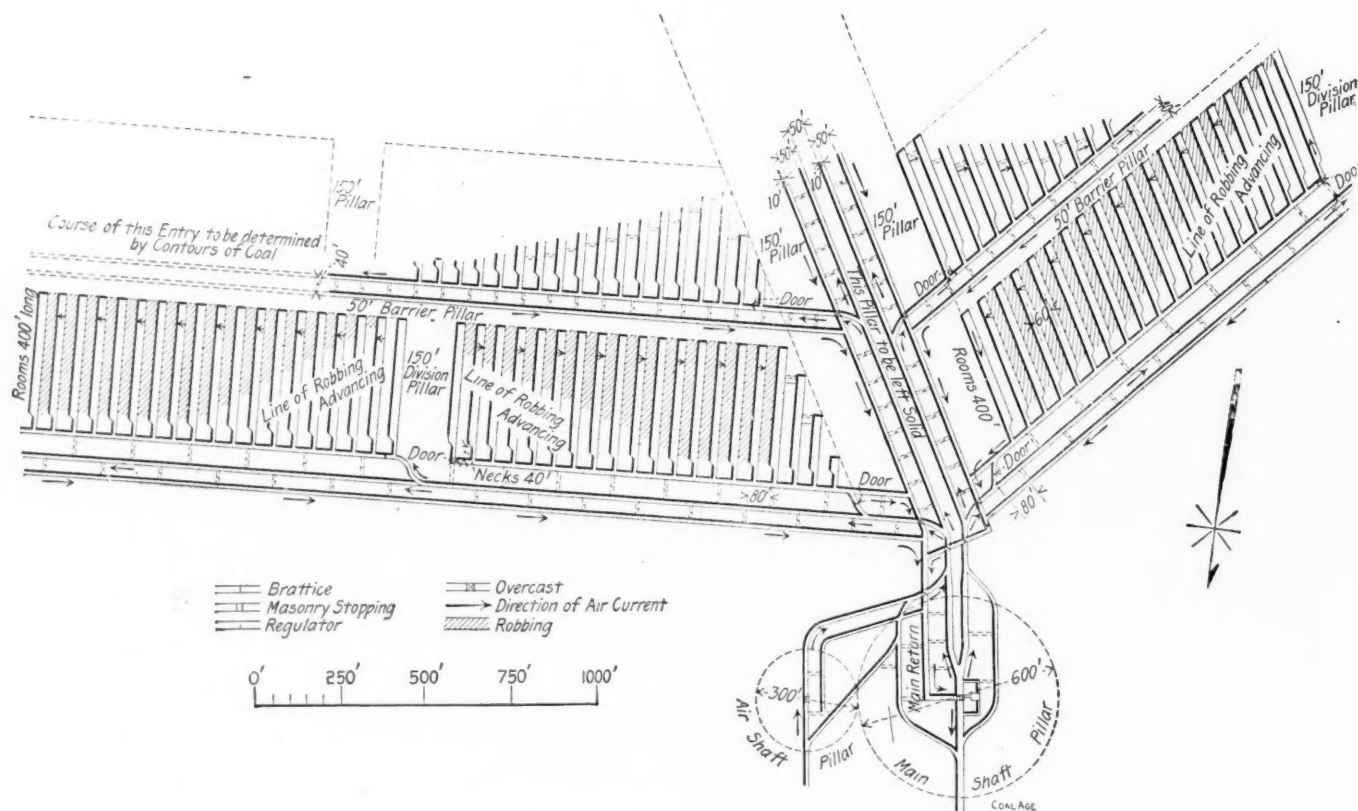 150'
Pillar
Course of this Entry to be determined
by Contours of Coal
40'
50' Barrier Pillar
Door
Rooms 400' long
Line of Robbing
Advancing
150'
Division
Pillar
Line of Robbing
Advancing
Door
Necks 40'
80'
Door
50'
50'
50'
10'
10'
150'
Pillar
150'
Pillar
This Pillar to be left Solid
Door
50' Barrier Pillar
150'
Division
Pillar
Line of Robbing
Advancing
Door
60'
Rooms 400'
Door
80'
Brattice
Masonry Stopping
Regulator
Overcast
Direction of Air Current
Robbing
0' 250' 500' 750' 1000'
300'
Air Shaft Pillar
Main Return
600'
Main Shaft Pillar
COAL AGE